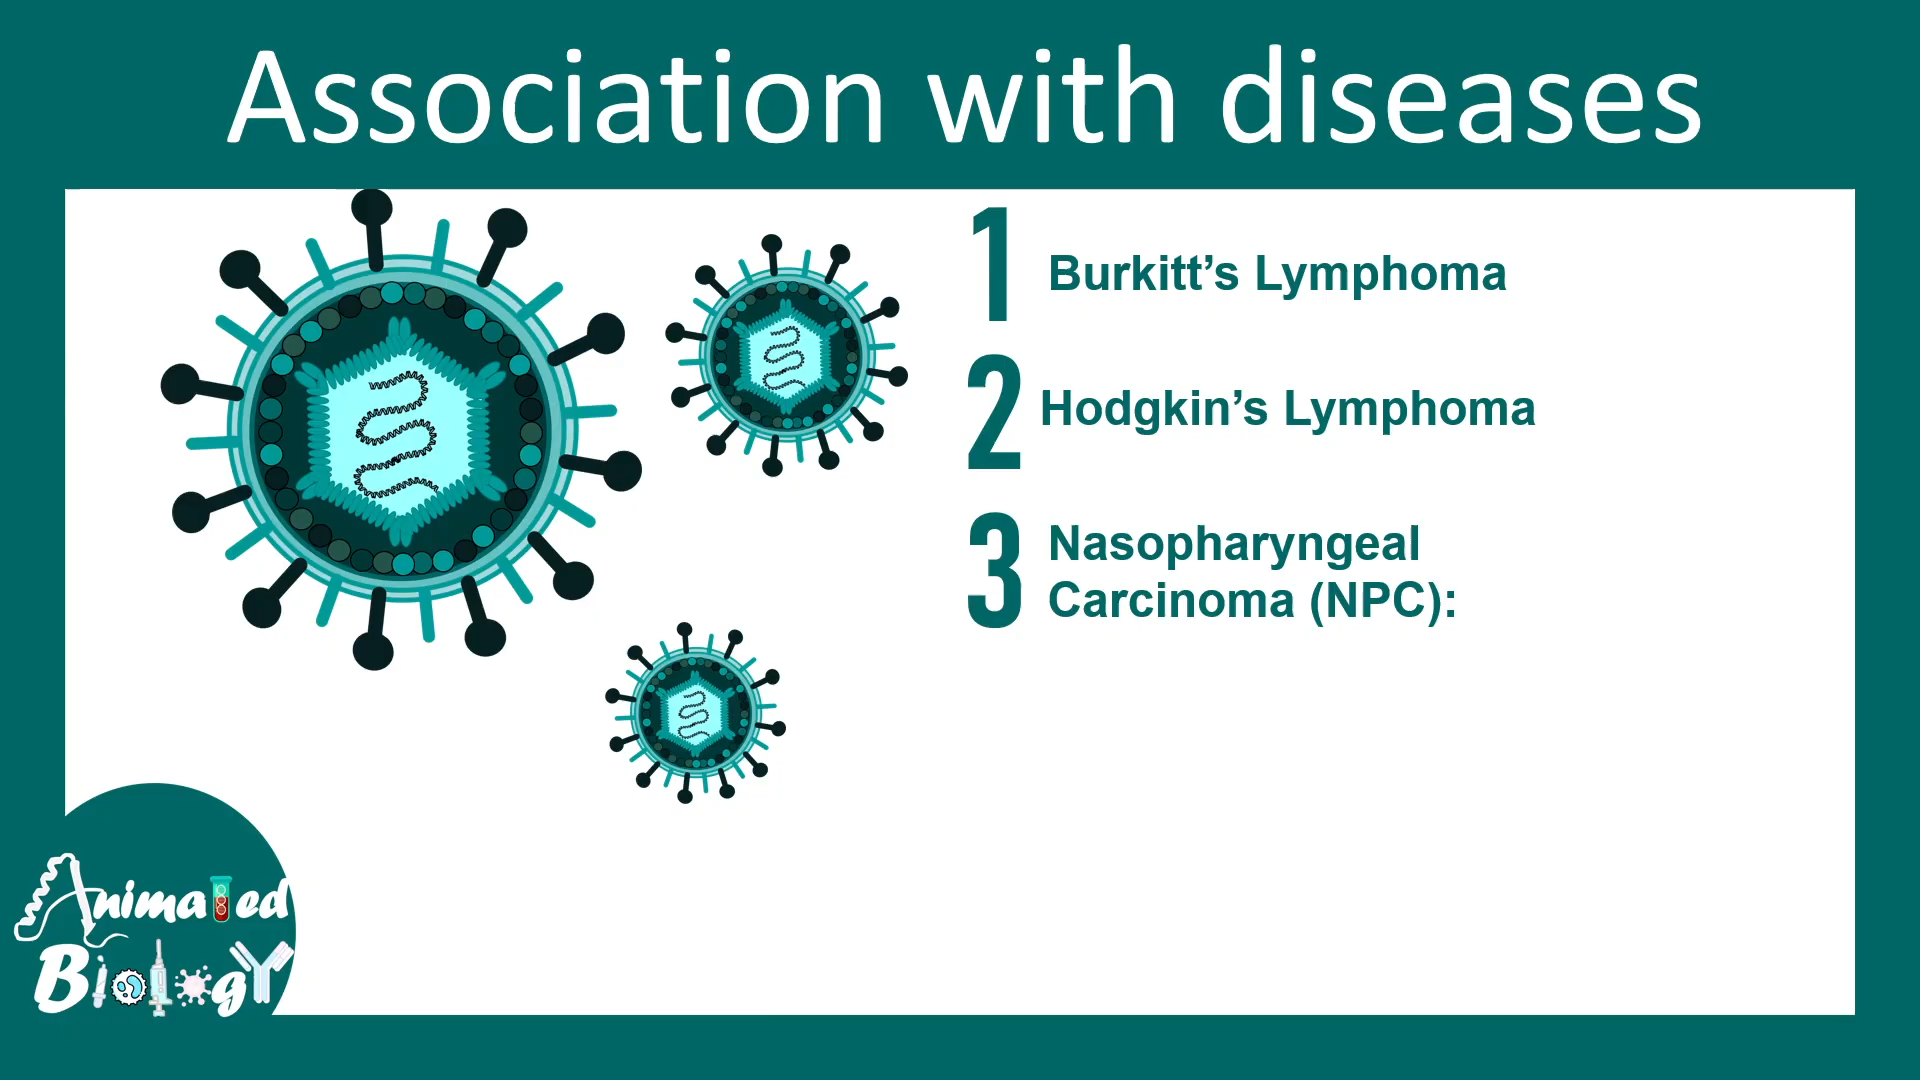 Association with diseases
1
Burkitt’s Lymphoma
2
Hodgkin’s Lymphoma
3
Nasopharyngeal
Carcinoma (NPC):
Animated
Biology